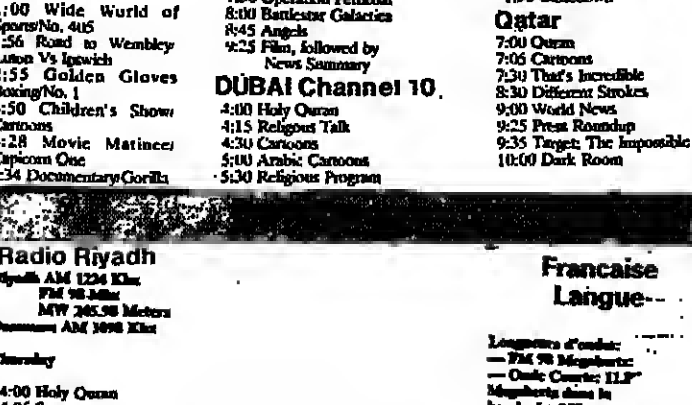 :00 Wide World of
Sports/No. 405
:56 Road to Wembley
Luton Vs Ipswich
:55 Golden Gloves
Boxing/No. 1
:50 Children's Show
Cartoons
:28 Movie Matinee
Capicorn One
:34 Documentary/Gorilla
8:00 Battlestar Galactica
8:45 Angels
9:25 Film, followed by
News Summary
DUBAI Channel 10
4:00 Holy Quran
4:15 Religous Talk
4:30 Cartoons
5:00 Arabic Cartoons
5:30 Religious Program
Qatar
7:00 Quran
7:05 Cartoons
7:30 That's Incredible
8:30 Different Strokes
9:00 World News
9:25 Press Roundup
9:35 Target: The Impossible
10:00 Dark Room
Radio Riyadh
Riyadh AM 1224 Khz
FM 98 Mhz
MW 245.98 Meters
AM 1098 Khz
4:00 Holy Quran
Francaise
Langue
Longueurs d'ondes:
— FM 98 Megahertz:
— Onde Courte: 11.8
Megahertz dans la